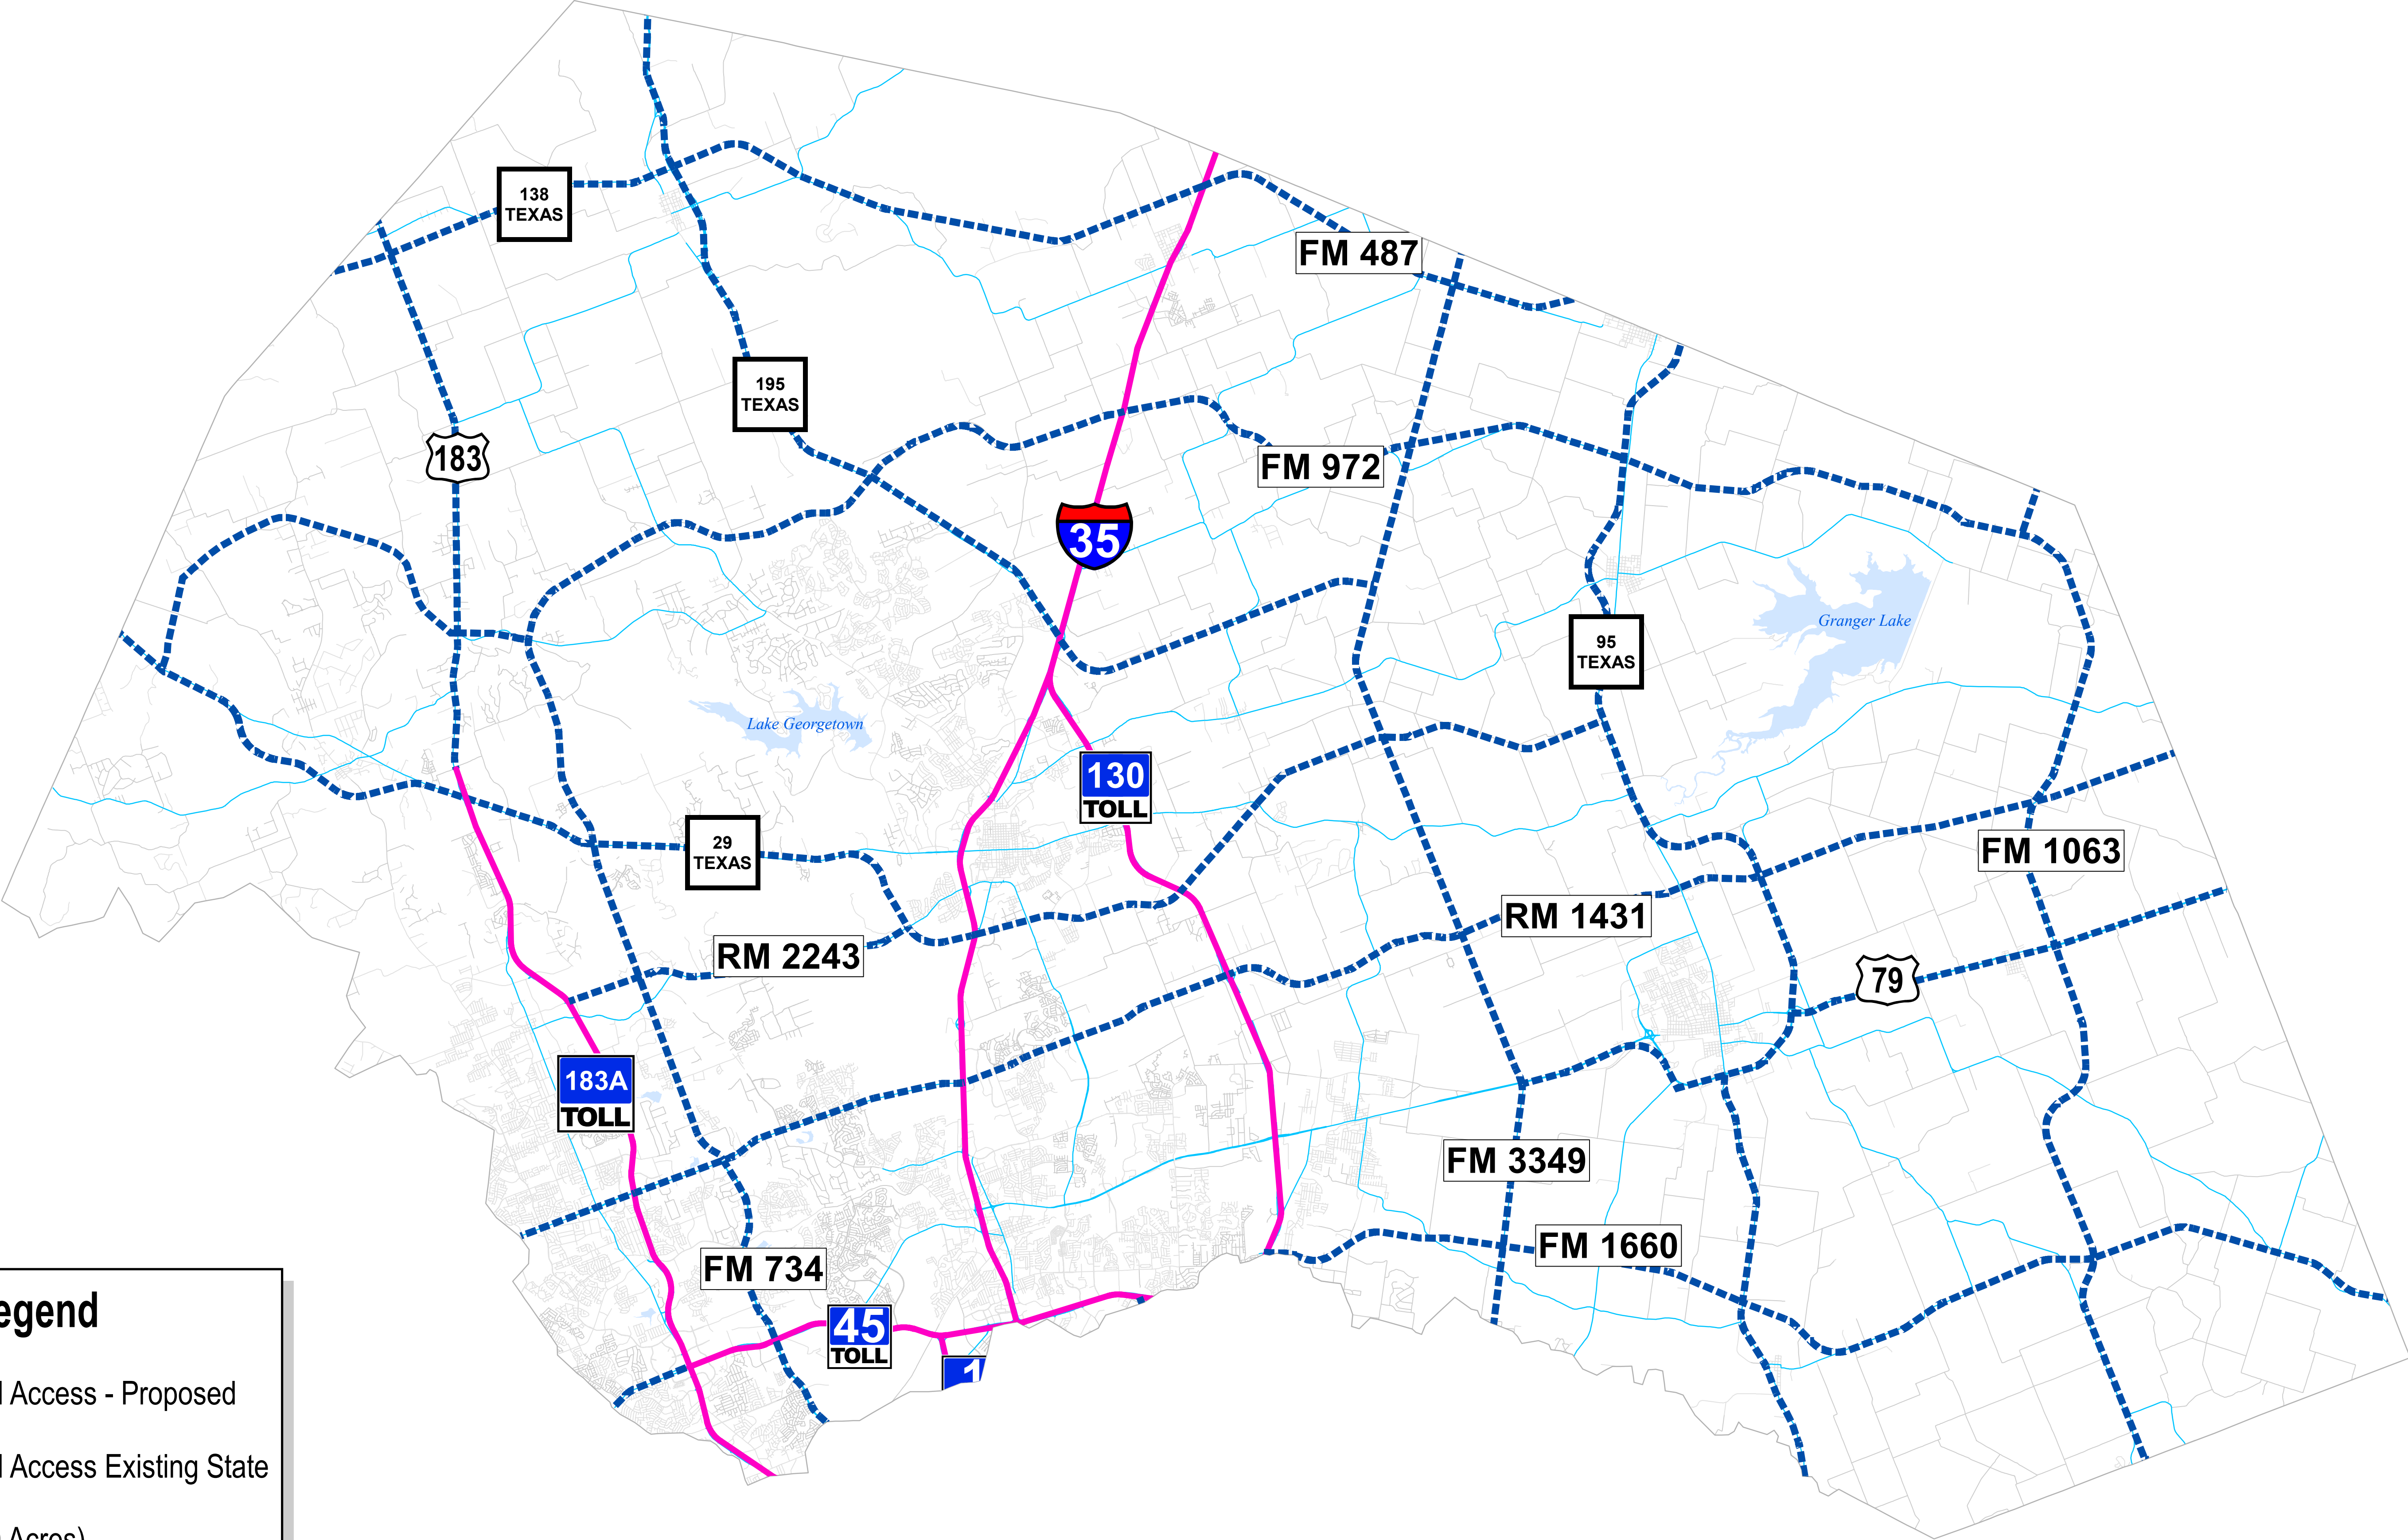 138
TEXAS
FM 487
195
TEXAS
183
FM 972
35
Granger Lake
95
TEXAS
Lake Georgetown
130
TOLL
29
TEXAS
FM 1063
RM 1431
RM 2243
79
183A
TOLL
FM 3349
FM 1660
FM 734
45
TOLL
1
egend
Access - Proposed
Access Existing State
Acres)